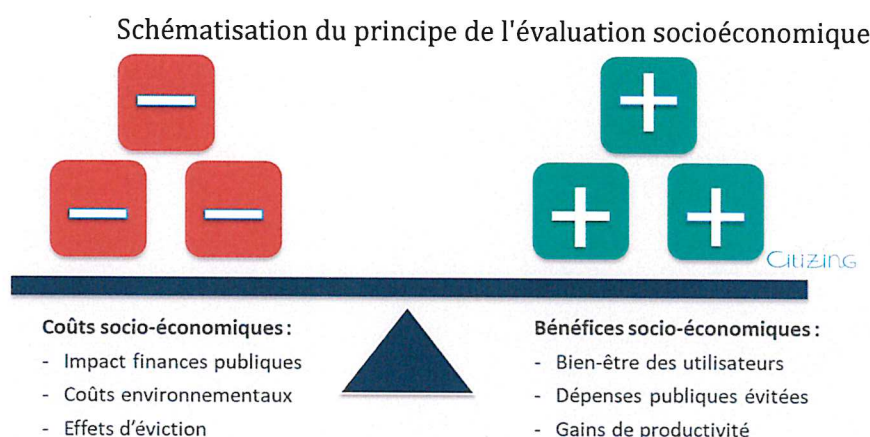 Schématisation du principe de l'évaluation socioéconomique
CitiZinG
Coûts socio-économiques :
- Impact finances publiques
- Coûts environnementaux
- Effets d'éviction
Bénéfices socio-économiques :
- Bien-être des utilisateurs
- Dépenses publiques évitées
- Gains de productivité